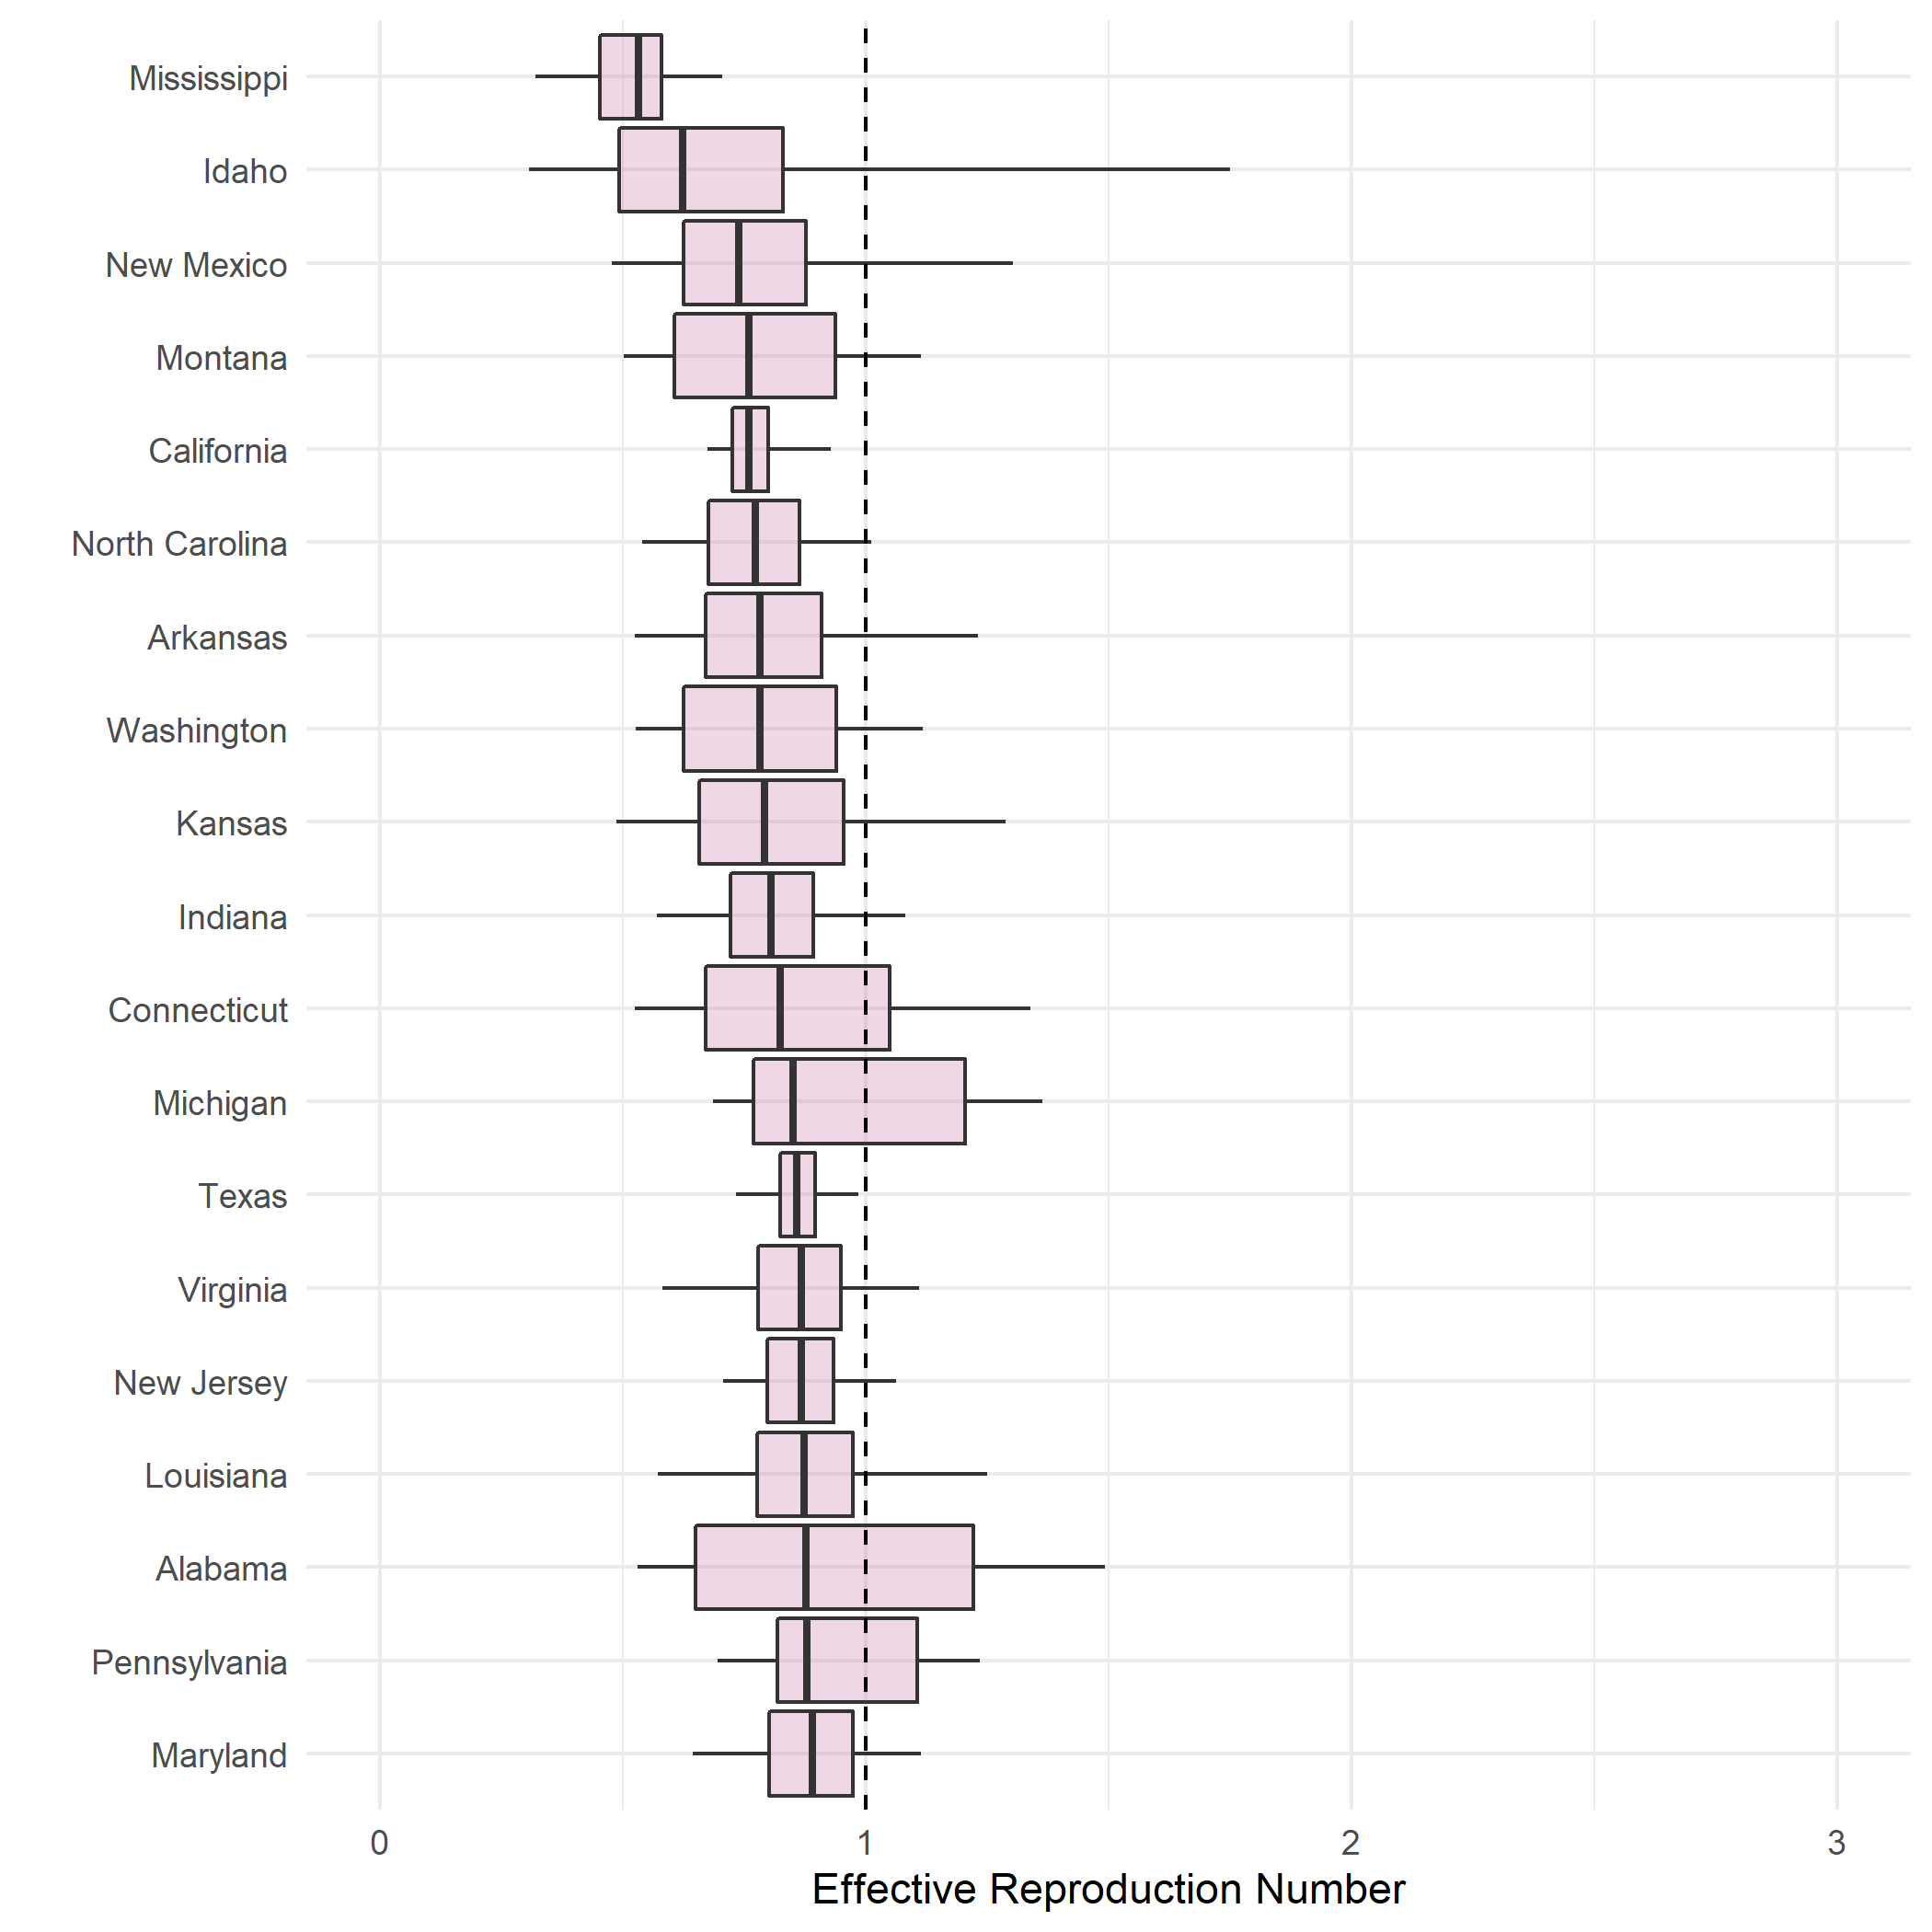 Mississippi
Idaho
New Mexico
Montana
California
North Carolina
Arkansas
Washington
Kansas
Indiana
Connecticut
Michigan
Texas
Virginia
New Jersey
Louisiana
Alabama
Pennsylvania
Maryland
0 1 2 3
Effective Reproduction Number